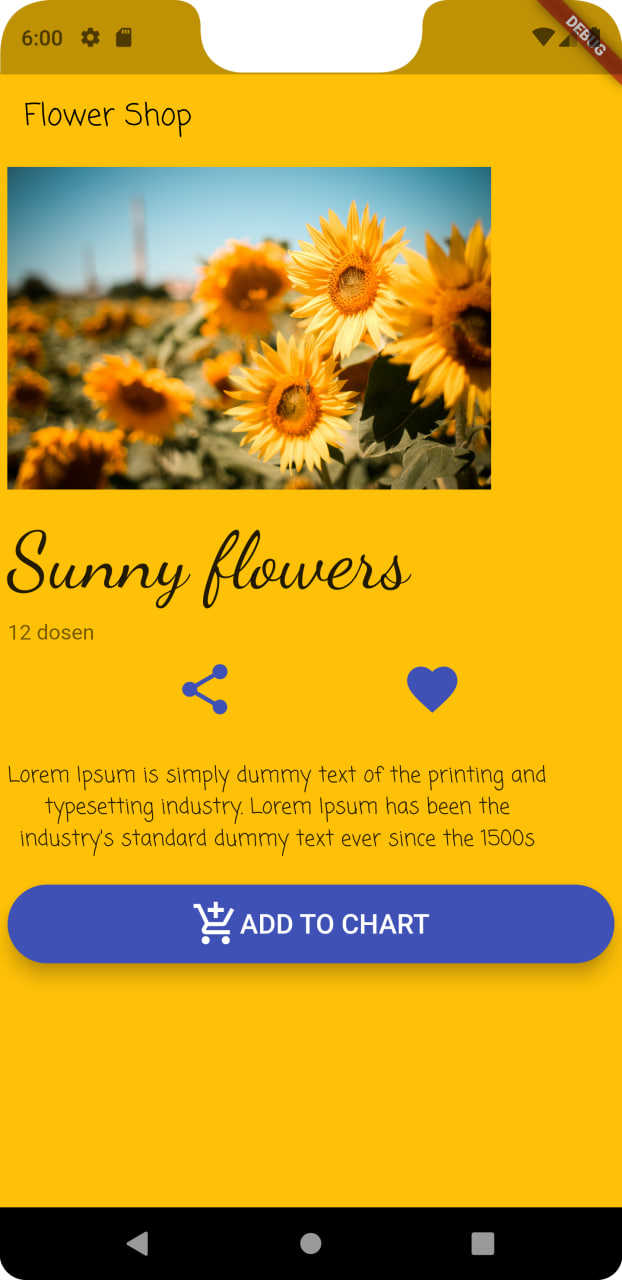 6:00
DEBUG
Flower Shop
Sunny flowers
12 dosen
Lorem Ipsum is simply dummy text of the printing and
typesetting industry. Lorem Ipsum has been the
industry's standard dummy text ever since the 1500s
ADD TO CHART